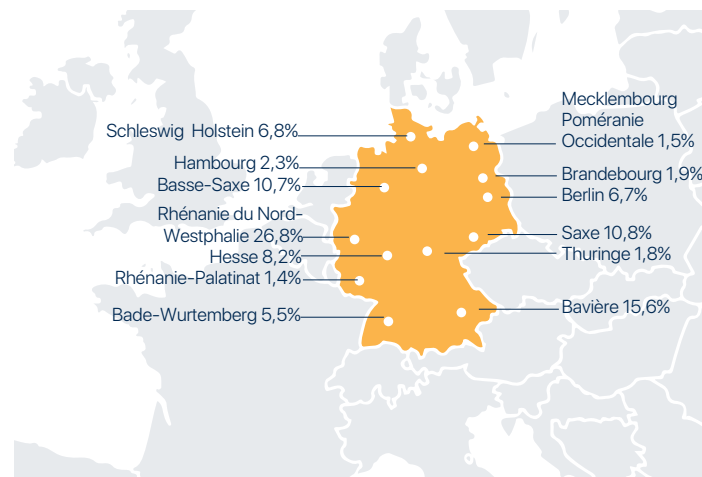 Schleswig Holstein 6,8%
Hambourg 2,3%
Basse-Saxe 10,7%
Rhénanie du Nord-
Westphalie 26,8%
Hesse 8,2%
Rhénanie-Palatinat 1,4%
Bade-Wurtemberg 5,5%
Mecklembourg
Poméranie
Occidentale 1,5%
Brandebourg 1,9%
Berlin 6,7%
Saxe 10,8%
Thuringe 1,8%
Bavière 15,6%